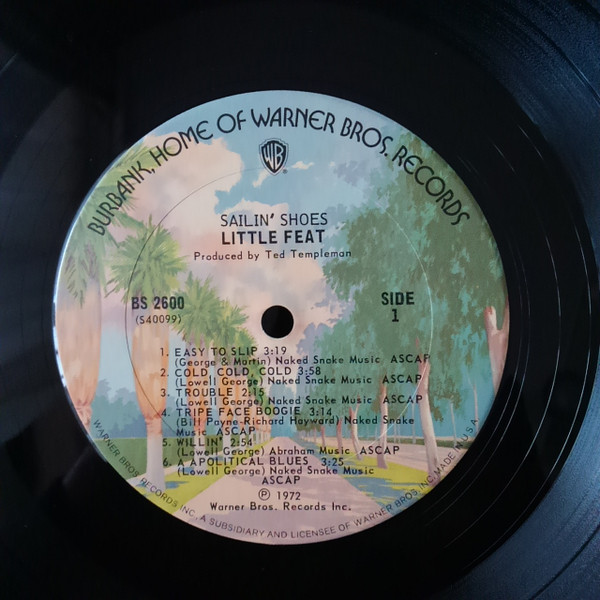 BURBANK, HOME OF WARNER BROS. RECORDS
WB
SAILIN' SHOES
LITTLE FEAT
Produced by Ted Templeman
BS 2600
(S40099)
SIDE
1
1. EASY TO SLIP 3:19
(George & Martin) Naked Snake Music ASCAP
2. COLD, COLD, COLD 3:58
(Lowell George) Naked Snake Music ASCAP
3. TROUBLE 2:15
(Lowell George) Naked Snake Music ASCAP
4. TRIPE FACE BOOGIE 3:14
(Bill Payne-Richard Hayward) Naked Snake
Music ASCAP
5. WILLIN' 2:54
(Lowell George) Abraham Music ASCAP
6. A APOLITICAL BLUES 3:25
(Lowell George) Naked Snake Music
ASCAP
℗ 1972
Warner Bros. Records Inc.
WARNER BROS. RECORDS INC., A SUBSIDIARY AND LICENSEE OF WARNER BROS. INC. MADE IN U.S.A.